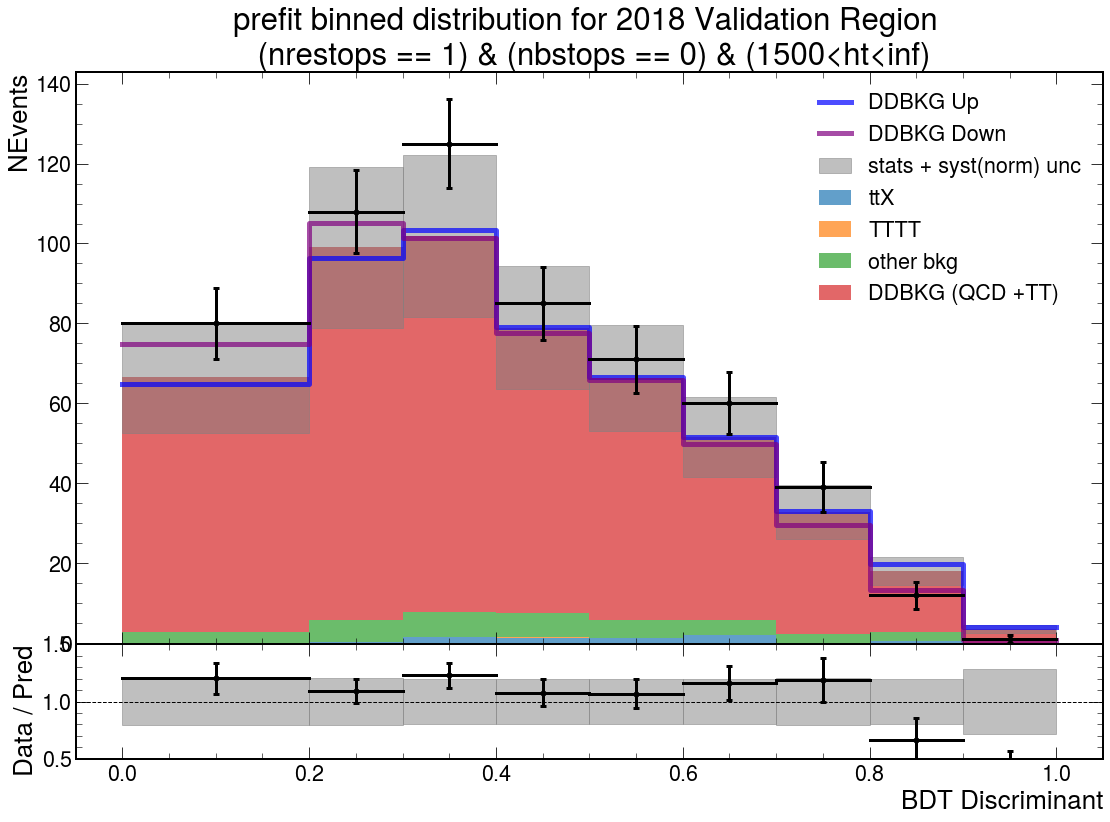 prefit binned distribution for 2018 Validation Region
(nrestops == 1) & (nbstops == 0) & (1500<ht<inf)
NEvents
140
120
100
80
60
40
20
0
DDBKG Up
DDBKG Down
stats + syst(norm) unc
ttX
TTTT
other bkg
DDBKG (QCD +TT)
Data / Pred
1.5
1.0
0.5
0.0 0.2 0.4 0.6 0.8 1.0
BDT Discriminant